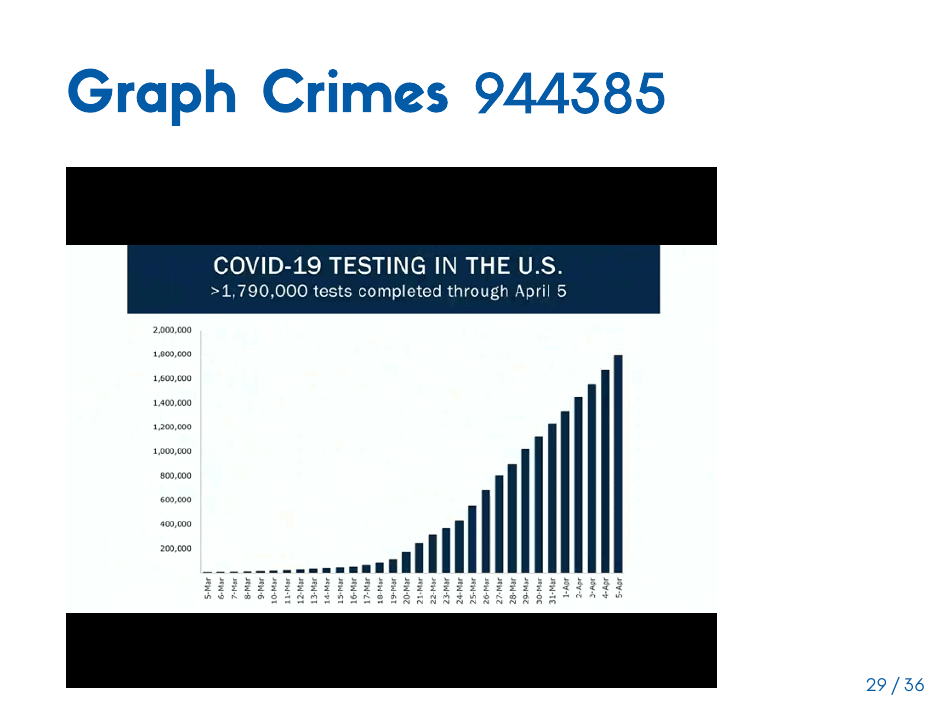 Graph Crimes 944385
COVID-19 TESTING IN THE U.S.
>1,790,000 tests completed through April 5
2,000,000
1,800,000
1,600,000
1,400,000
1,200,000
1,000,000
800,000
600,000
400,000
200,000
5-Mar
6-Mar
7-Mar
8-Mar
9-Mar
10-Mar
11-Mar
12-Mar
13-Mar
14-Mar
15-Mar
16-Mar
17-Mar
18-Mar
19-Mar
20-Mar
21-Mar
22-Mar
23-Mar
24-Mar
25-Mar
26-Mar
27-Mar
28-Mar
29-Mar
30-Mar
31-Mar
1-Apr
2-Apr
3-Apr
4-Apr
5-Apr
29 / 36